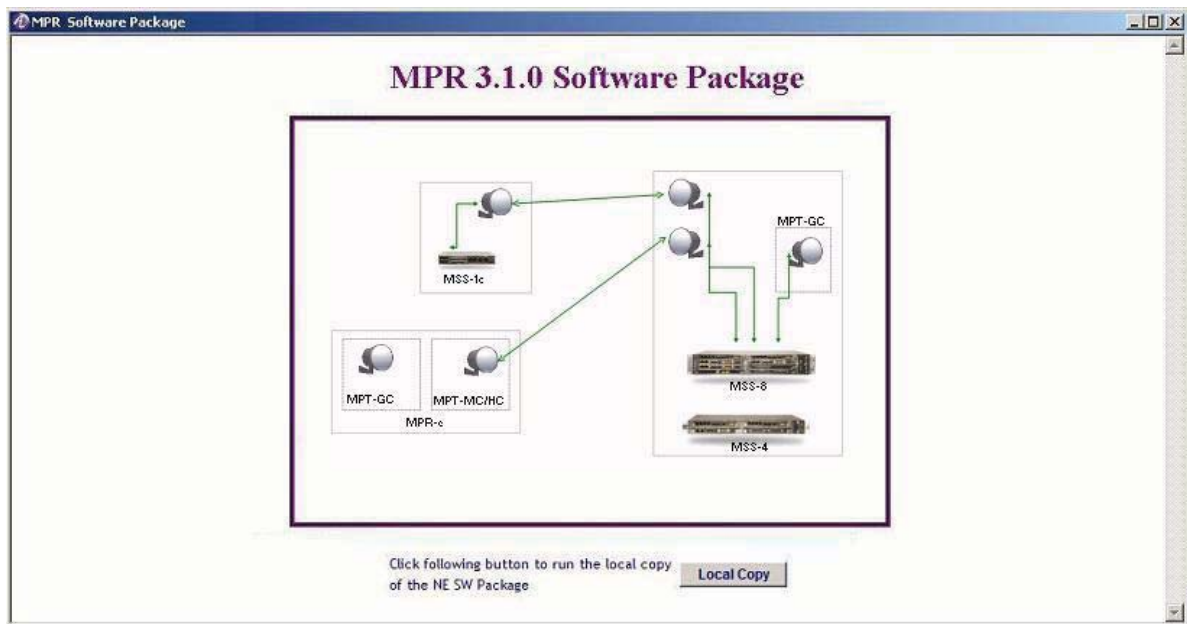 MPR Software Package
MPR 3.1.0 Software Package
MPT-GC
MSS-1c
MPT-GC
MPT-MC/HC
MPR-e
MSS-8
MSS-4
Click following button to run the local copy
of the NE SW Package
Local Copy